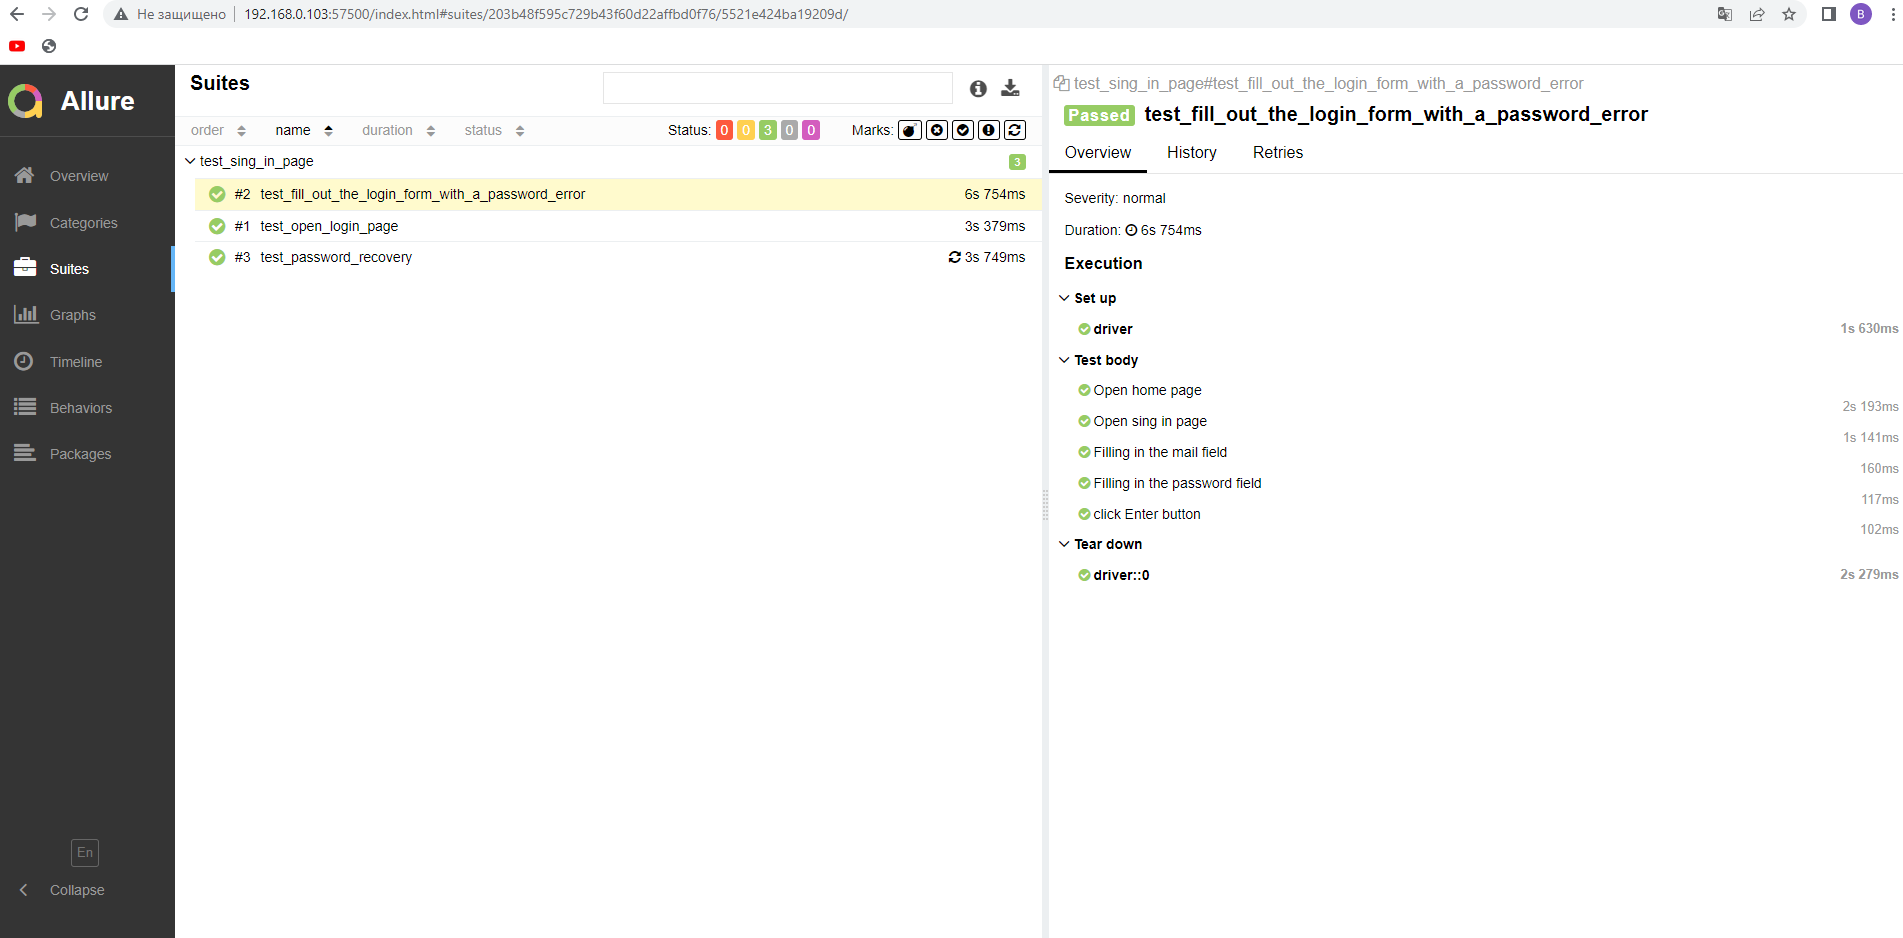 Не защищено 192.168.0.103:57500/index.html#suites/203b48f595c729b43f60d22affbd0f76/5521e424ba19209d/
B
Allure
Overview
Categories
Suites
Graphs
Timeline
Behaviors
Packages
En
Collapse
Suites
order name duration status Status: 0 0 3 0 0 Marks:
test_sing_in_page 3
#2 test_fill_out_the_login_form_with_a_password_error 6s 754ms
#1 test_open_login_page 3s 379ms
#3 test_password_recovery 3s 749ms
test_sing_in_page#test_fill_out_the_login_form_with_a_password_error
Passed test_fill_out_the_login_form_with_a_password_error
Overview History Retries
Severity: normal
Duration: 6s 754ms
Execution
Set up
driver 1s 630ms
Test body
Open home page 2s 193ms
Open sing in page 1s 141ms
Filling in the mail field 160ms
Filling in the password field 117ms
click Enter button 102ms
Tear down
driver::0 2s 279ms